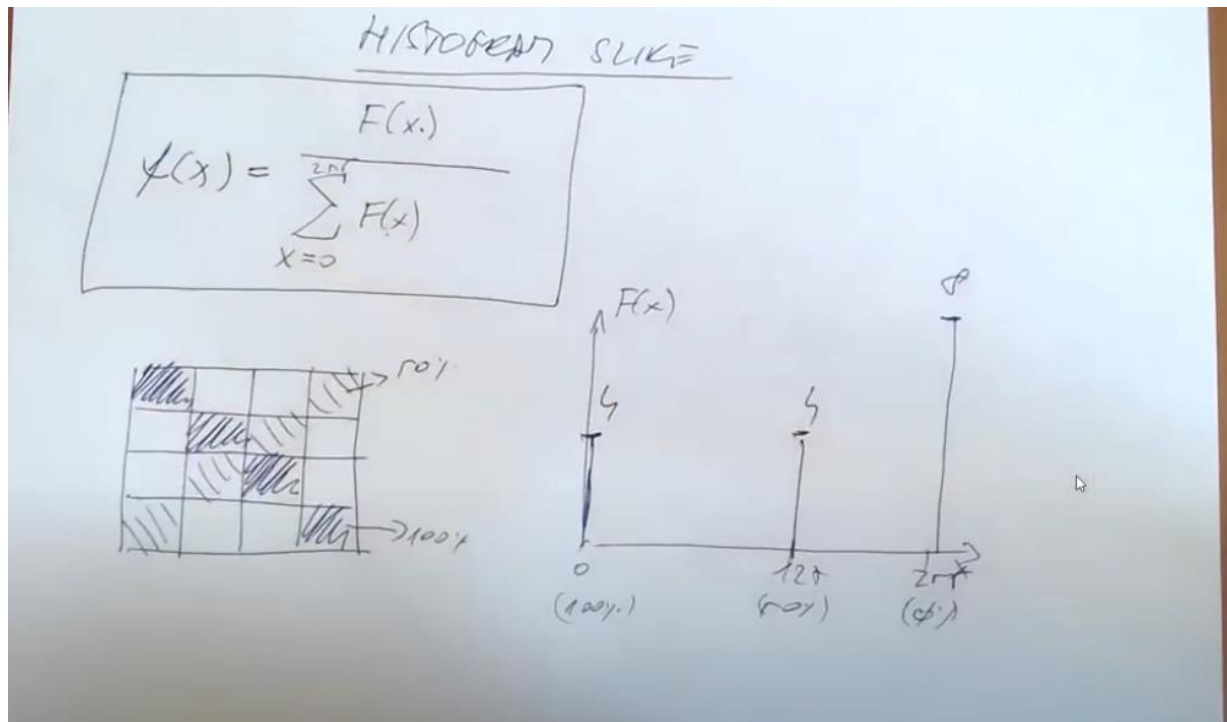 HISTOGRAM SLIKE
f(x) = F(x) / 255 ∑ x=0 F(x)
50%
100%
F(x)
4
4
8
0
127
255
x
(100%)
(50%)
(0%)